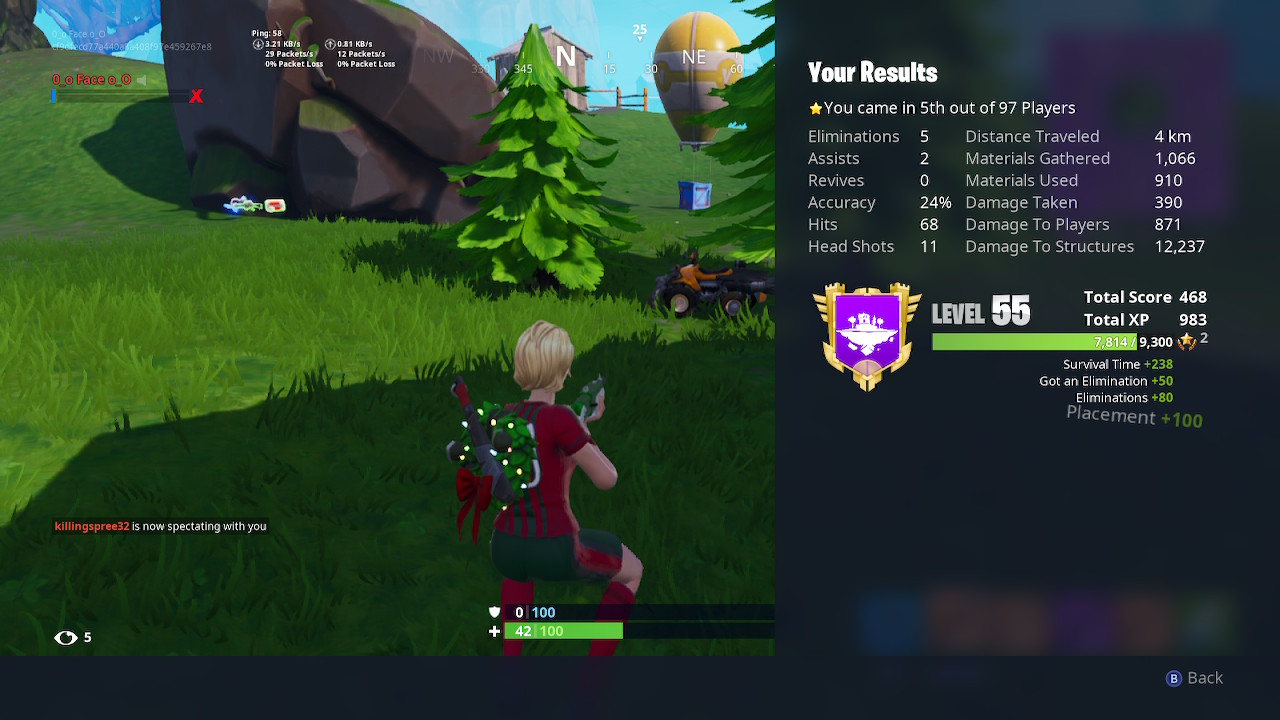 0_o Face o_O
Ping: 58
3.21 KB/s 0.81 KB/s
29 Packets/s 12 Packets/s
0% Packet Loss 0% Packet Loss
0_o Face o_O
X
25
NW 330 345 N 15 30 NE 60
killingspree32 is now spectating with you
5
0 | 100
42 | 100
Your Results
You came in 5th out of 97 Players
Eliminations 5 Distance Traveled 4 km
Assists 2 Materials Gathered 1,066
Revives 0 Materials Used 910
Accuracy 24% Damage Taken 390
Hits 68 Damage To Players 871
Head Shots 11 Damage To Structures 12,237
LEVEL 55
Total Score 468
Total XP 983
7,814 / 9,300 2
Survival Time +238
Got an Elimination +50
Eliminations +80
Placement +100
B Back